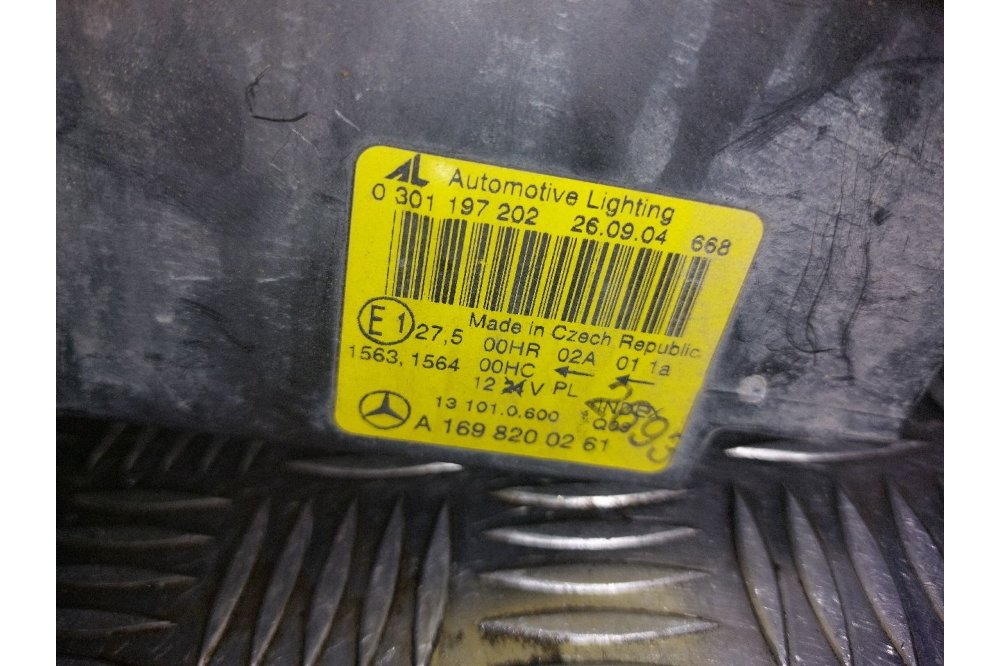 AL Automotive Lighting
0 301 197 202 26.09.04 668
Made in Czech Republic
E1 27,5 00HR 02A 01 1a
1563, 1564 00HC ← ←
12 24 V PL
13 101.0.600 INDEX
A 169 820 02 61